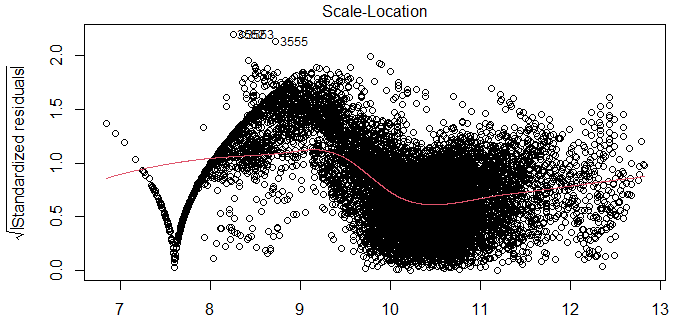 Scale-Location
√|Standardized residuals|
3555
0.0 0.5 1.0 1.5 2.0
7 8 9 10 11 12 13